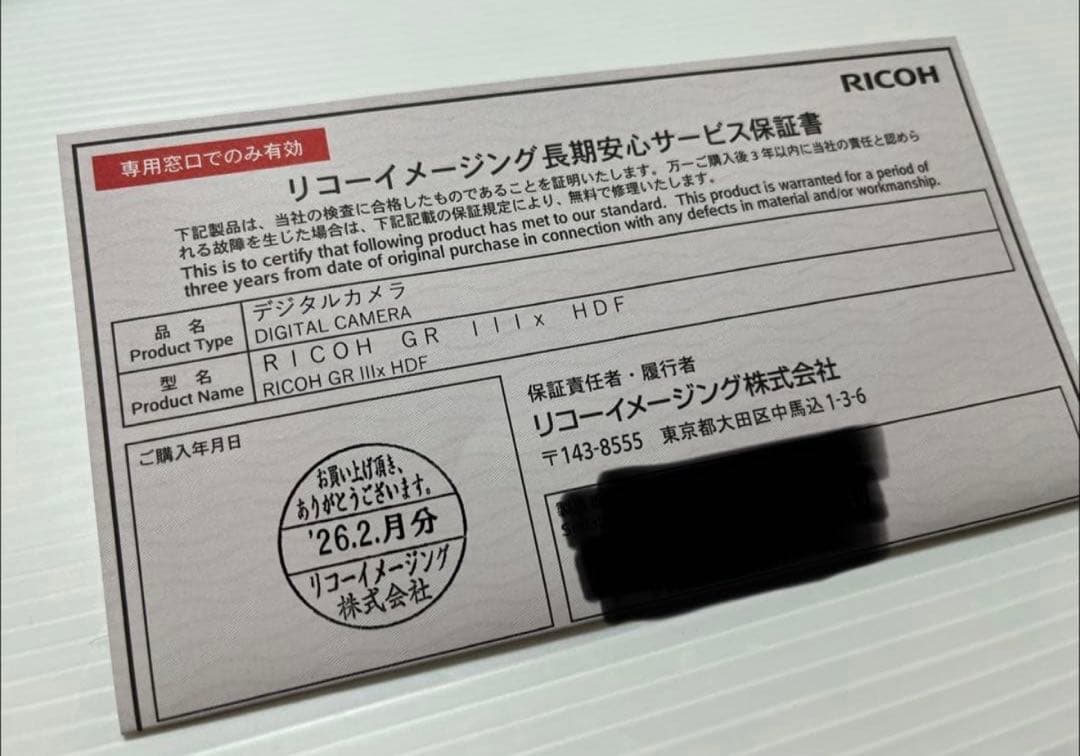 RICOH
専用窓口でのみ有効
リコーイメージング長期安心サービス保証書
下記製品は、当社の検査に合格したものであることを証明いたします。万一ご購入後3年以内に当社の責任と認めら
れる故障を生じた場合は、下記記載の保証規定により、無料で修理いたします。
This is to certify that following product has met to our standard. This product is warranted for a period of
three years from date of original purchase in connection with any defects in material and/or workmanship.
品 名
Product Type
デジタルカメラ
DIGITAL CAMERA
型 名
Product Name
RICOH GR IIIx HDF
RICOH GR IIIx HDF
ご購入年月日
お買い上げ頂き、
ありがとうございます。
'26.2.月分
リコーイメージング
株式会社
保証責任者・履行者
リコーイメージング株式会社
〒143-8555 東京都大田区中馬込1-3-6